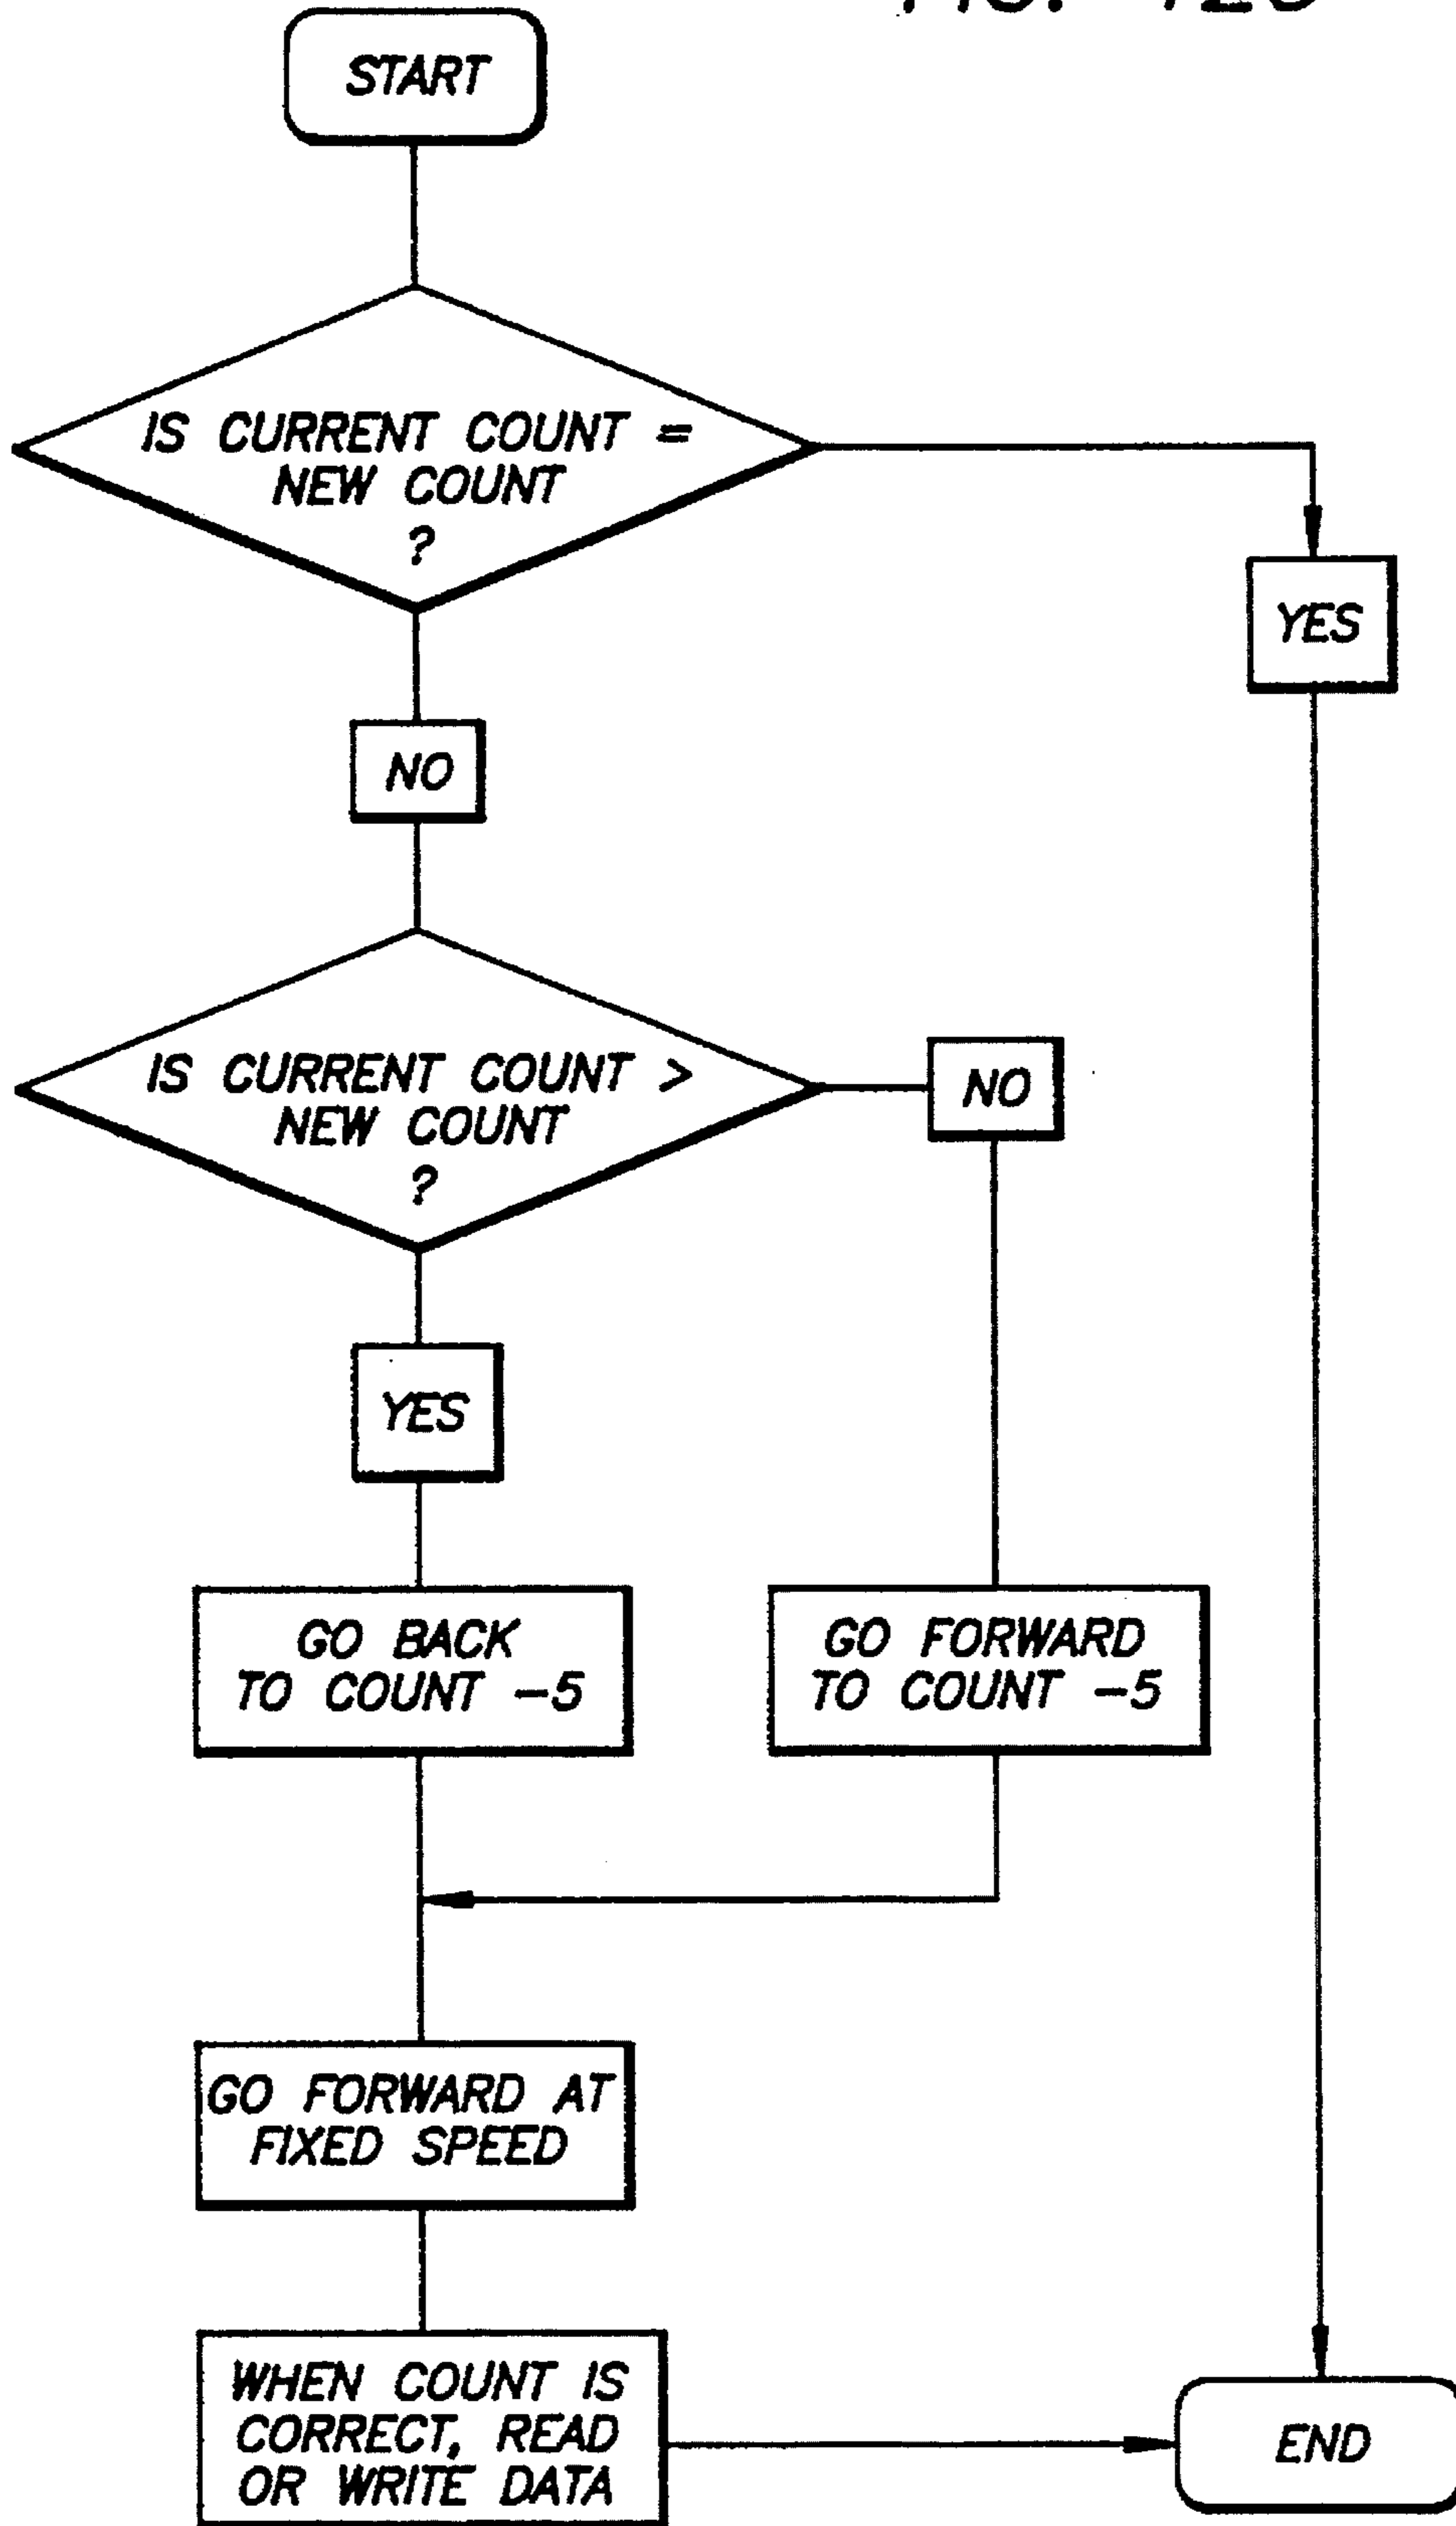 START
IS CURRENT COUNT =
NEW COUNT
?
YES
NO
IS CURRENT COUNT >
NEW COUNT
?
NO
YES
GO BACK
TO COUNT -5
GO FORWARD
TO COUNT -5
GO FORWARD AT
FIXED SPEED
WHEN COUNT IS
CORRECT, READ
OR WRITE DATA
END